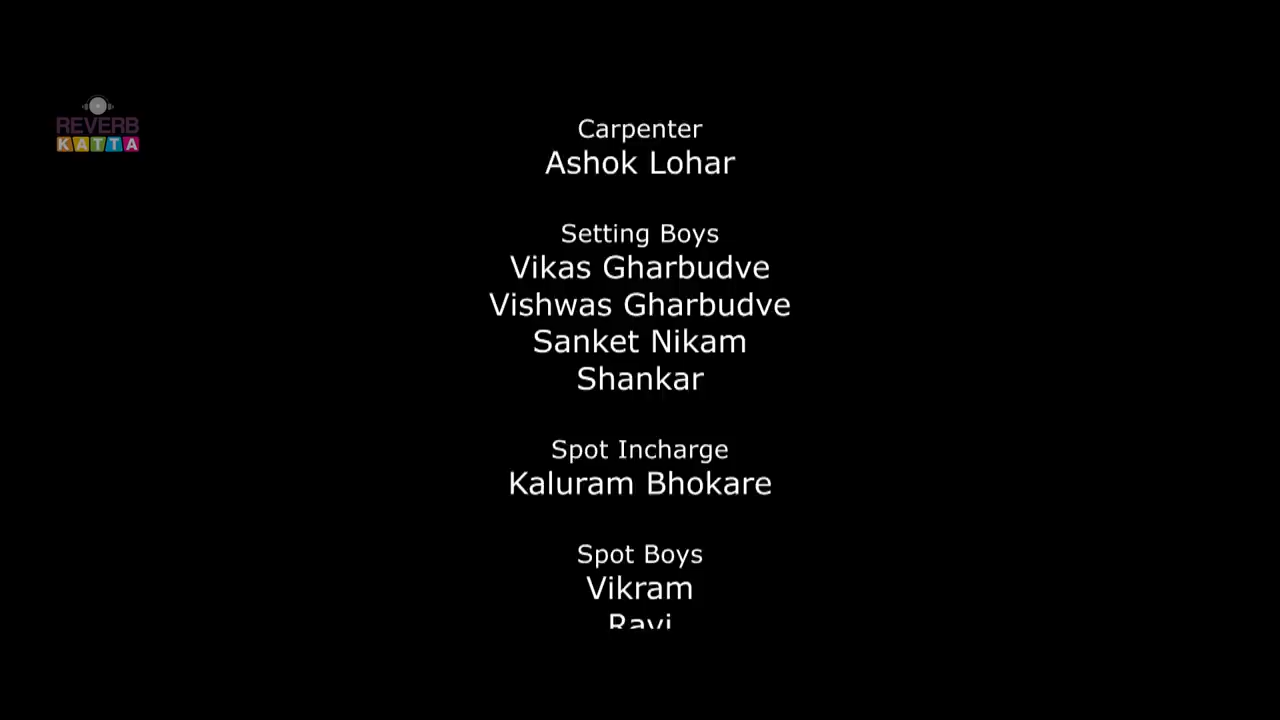 REVERB
KATTA
Carpenter
Ashok Lohar
Setting Boys
Vikas Gharbudve
Vishwas Gharbudve
Sanket Nikam
Shankar
Spot Incharge
Kaluram Bhokare
Spot Boys
Vikram
Ravi